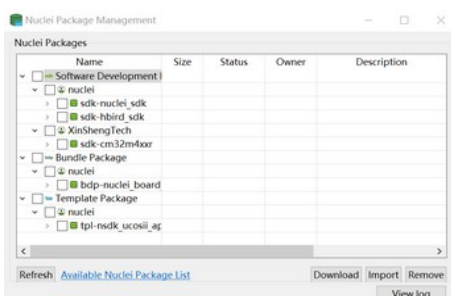 Nuclei Package Management
Nuclei Packages
Name Size Status Owner Description
Software Development
nuclei
sdk-nuclei_sdk
sdk-hbird_sdk
XinShengTech
sdk-cm32m4xxr
Bundle Package
nuclei
bdp-nuclei_board
Template Package
nuclei
tpl-nsdk_ucosii_ap
Refresh Available Nuclei Package List Download Import Remove
View log